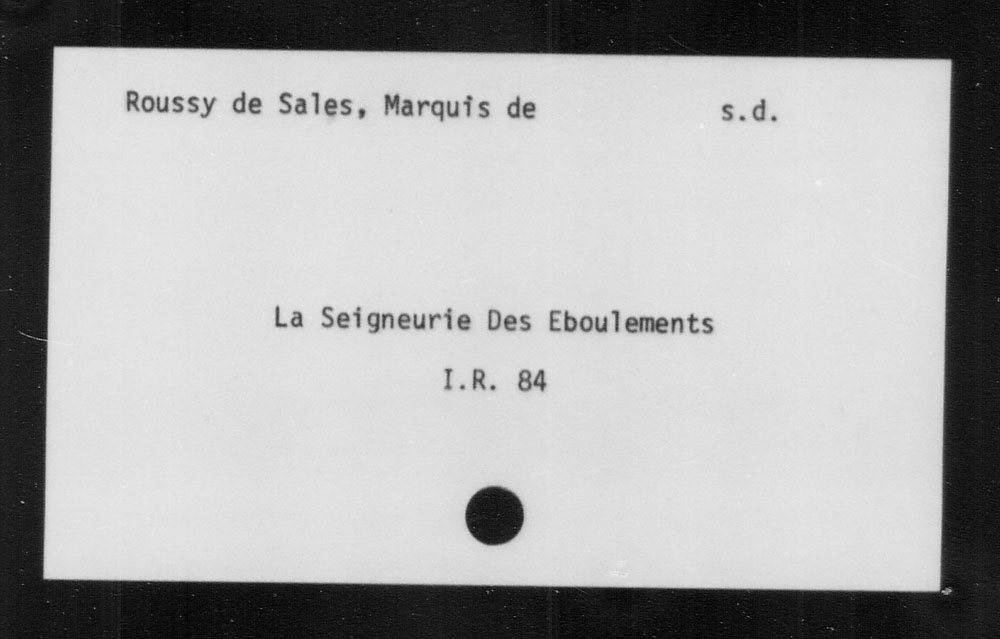 Roussy de Sales, Marquis de s.d.
La Seigneurie Des Eboulements
I.R. 84